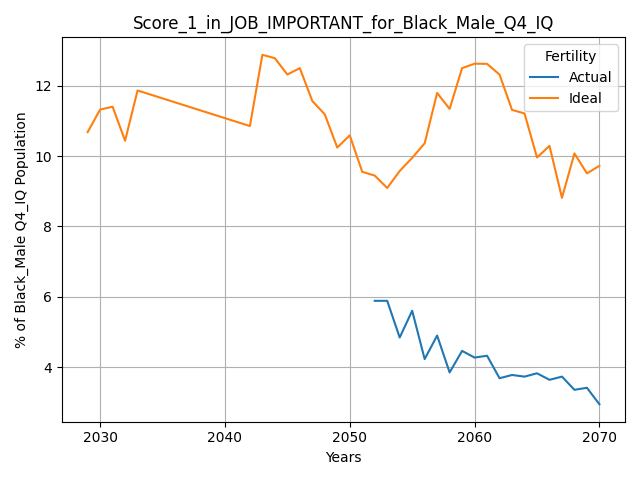 Score_1_in_JOB_IMPORTANT_for_Black_Male_Q4_IQ
Fertility
Actual
Ideal
% of Black_Male Q4_IQ Population
12
10
8
6
4
2030
2040
2050
2060
2070
Years